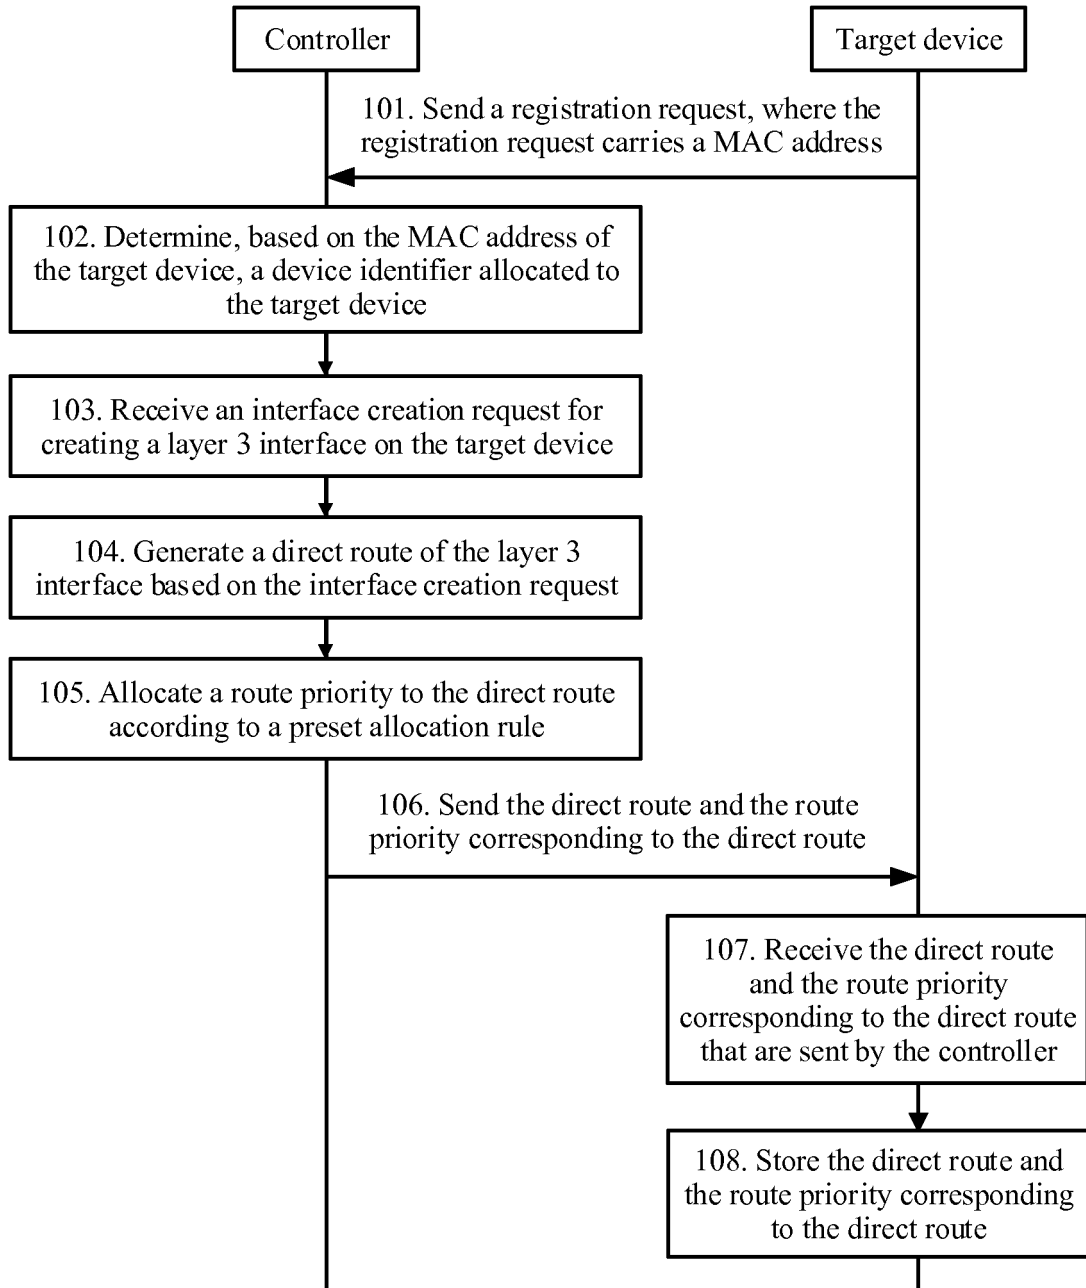 Controller
Target device
101. Send a registration request, where the
registration request carries a MAC address
102. Determine, based on the MAC address of
the target device, a device identifier allocated to
the target device
103. Receive an interface creation request for
creating a layer 3 interface on the target device
104. Generate a direct route of the layer 3
interface based on the interface creation request
105. Allocate a route priority to the direct route
according to a preset allocation rule
106. Send the direct route and the route
priority corresponding to the direct route
107. Receive the direct route
and the route priority
corresponding to the direct route
that are sent by the controller
108. Store the direct route and
the route priority corresponding
to the direct route